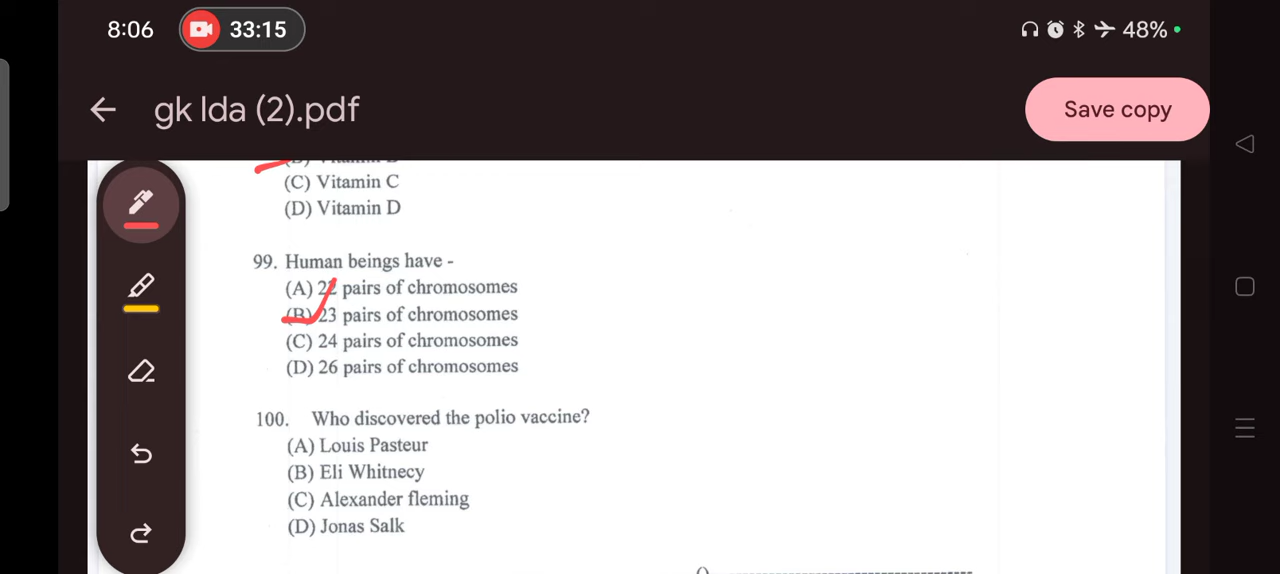 8:06 33:15 48%
gk lda (2).pdf Save copy
(C) Vitamin C
(D) Vitamin D
99. Human beings have -
(A) 22 pairs of chromosomes
(B) 23 pairs of chromosomes
(C) 24 pairs of chromosomes
(D) 26 pairs of chromosomes
100. Who discovered the polio vaccine?
(A) Louis Pasteur
(B) Eli Whitnecy
(C) Alexander fleming
(D) Jonas Salk